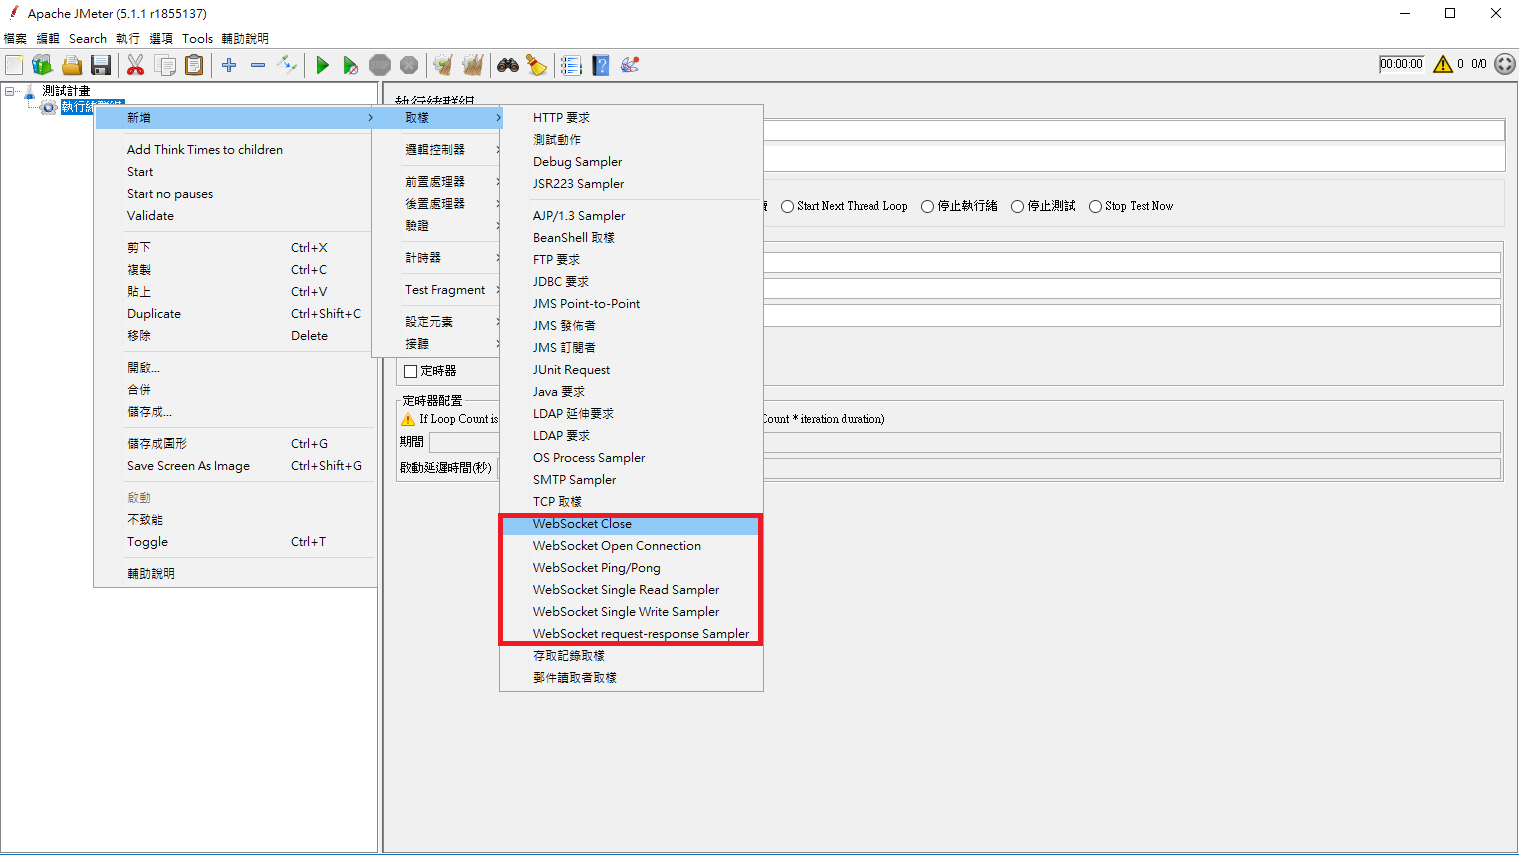 Apache JMeter (5.1.1 r1855137)
檔案 編輯 Search 執行 選項 Tools 輔助說明
00:00:00 0 0/0
測試計畫
執行緒群組
新增
Add Think Times to children
Start
Start no pauses
Validate
剪下 Ctrl+X
複製 Ctrl+C
貼上 Ctrl+V
Duplicate Ctrl+Shift+C
移除 Delete
開啟...
合併
儲存成...
儲存成圖形 Ctrl+G
Save Screen As Image Ctrl+Shift+G
啟動
不致能
Toggle Ctrl+T
輔助說明
取樣
邏輯控制器
前置處理器
後置處理器
驗證
計時器
Test Fragment
設定元素
接聽
HTTP 要求
測試動作
Debug Sampler
JSR223 Sampler
AJP/1.3 Sampler
BeanShell 取樣
FTP 要求
JDBC 要求
JMS Point-to-Point
JMS 發佈者
JMS 訂閱者
JUnit Request
Java 要求
LDAP 延伸要求
LDAP 要求
OS Process Sampler
SMTP Sampler
TCP 取樣
WebSocket Close
WebSocket Open Connection
WebSocket Ping/Pong
WebSocket Single Read Sampler
WebSocket Single Write Sampler
WebSocket request-response Sampler
存取記錄取樣
郵件讀取者取樣
執行緒群組
Start Next Thread Loop 停止執行緒 停止測試 Stop Test Now
定時器
定時器配置
If Loop Count is
Count * iteration duration)
期間
啟動延遲時間(秒)